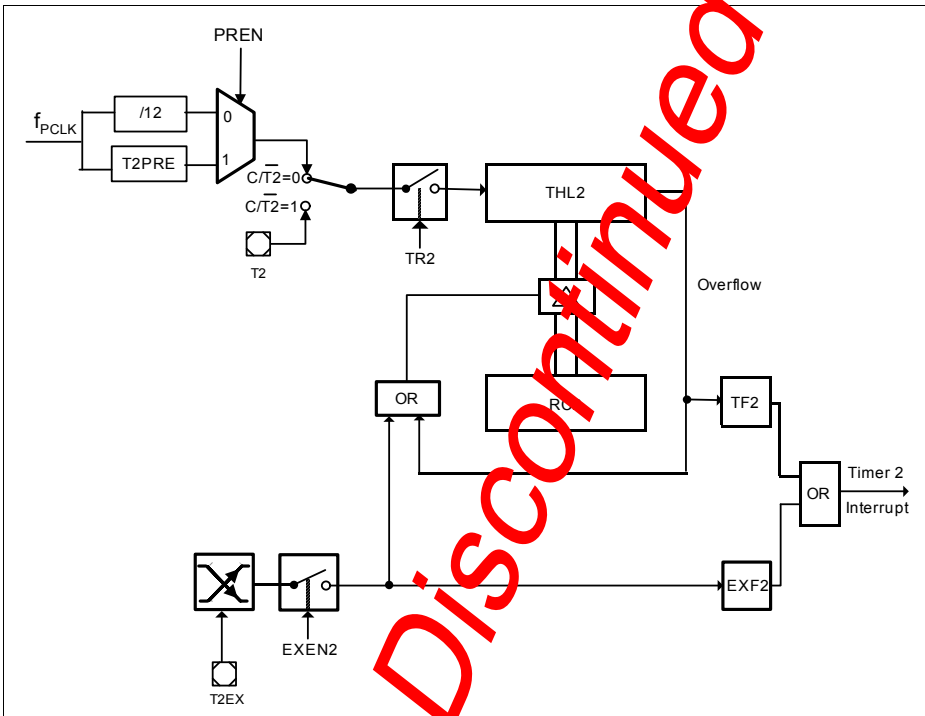 PREN
f PCLK
/12
0
T2PRE
1
C/T2=0
C/T2=1
T2
TR2
THL2
Overflow
OR
TF2
OR
Timer 2
Interrupt
EXF2
EXEN2
T2EX
Discontinued